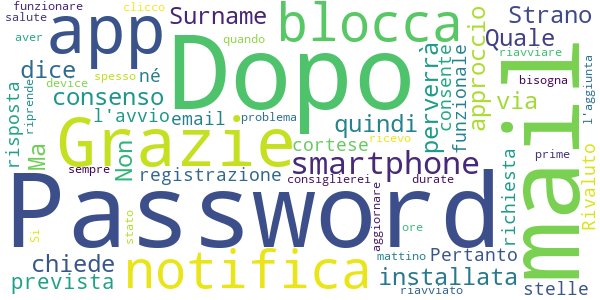 funzionare
clicco
salute
Surname
aver
app
Dopo
quando
blocca
approccio
Strano
Quale
riavviare
dice
spesso
né
device
consenso
l'avvio
email
problema
quindi
perverrà
consente
funzionale
via
bisogna
l'aggiunta
mail
risposta
riprende
Ma
Grazie
Non
ricevo
cortese
smartphone
prime
sempre
registrazione
consiglierei
durate
richiesta
Rivaluto
Password
aggiornare
Si
stato
ore
chiede
notifica
mattino
Pertanto
prevista
installata
riavviato
stelle